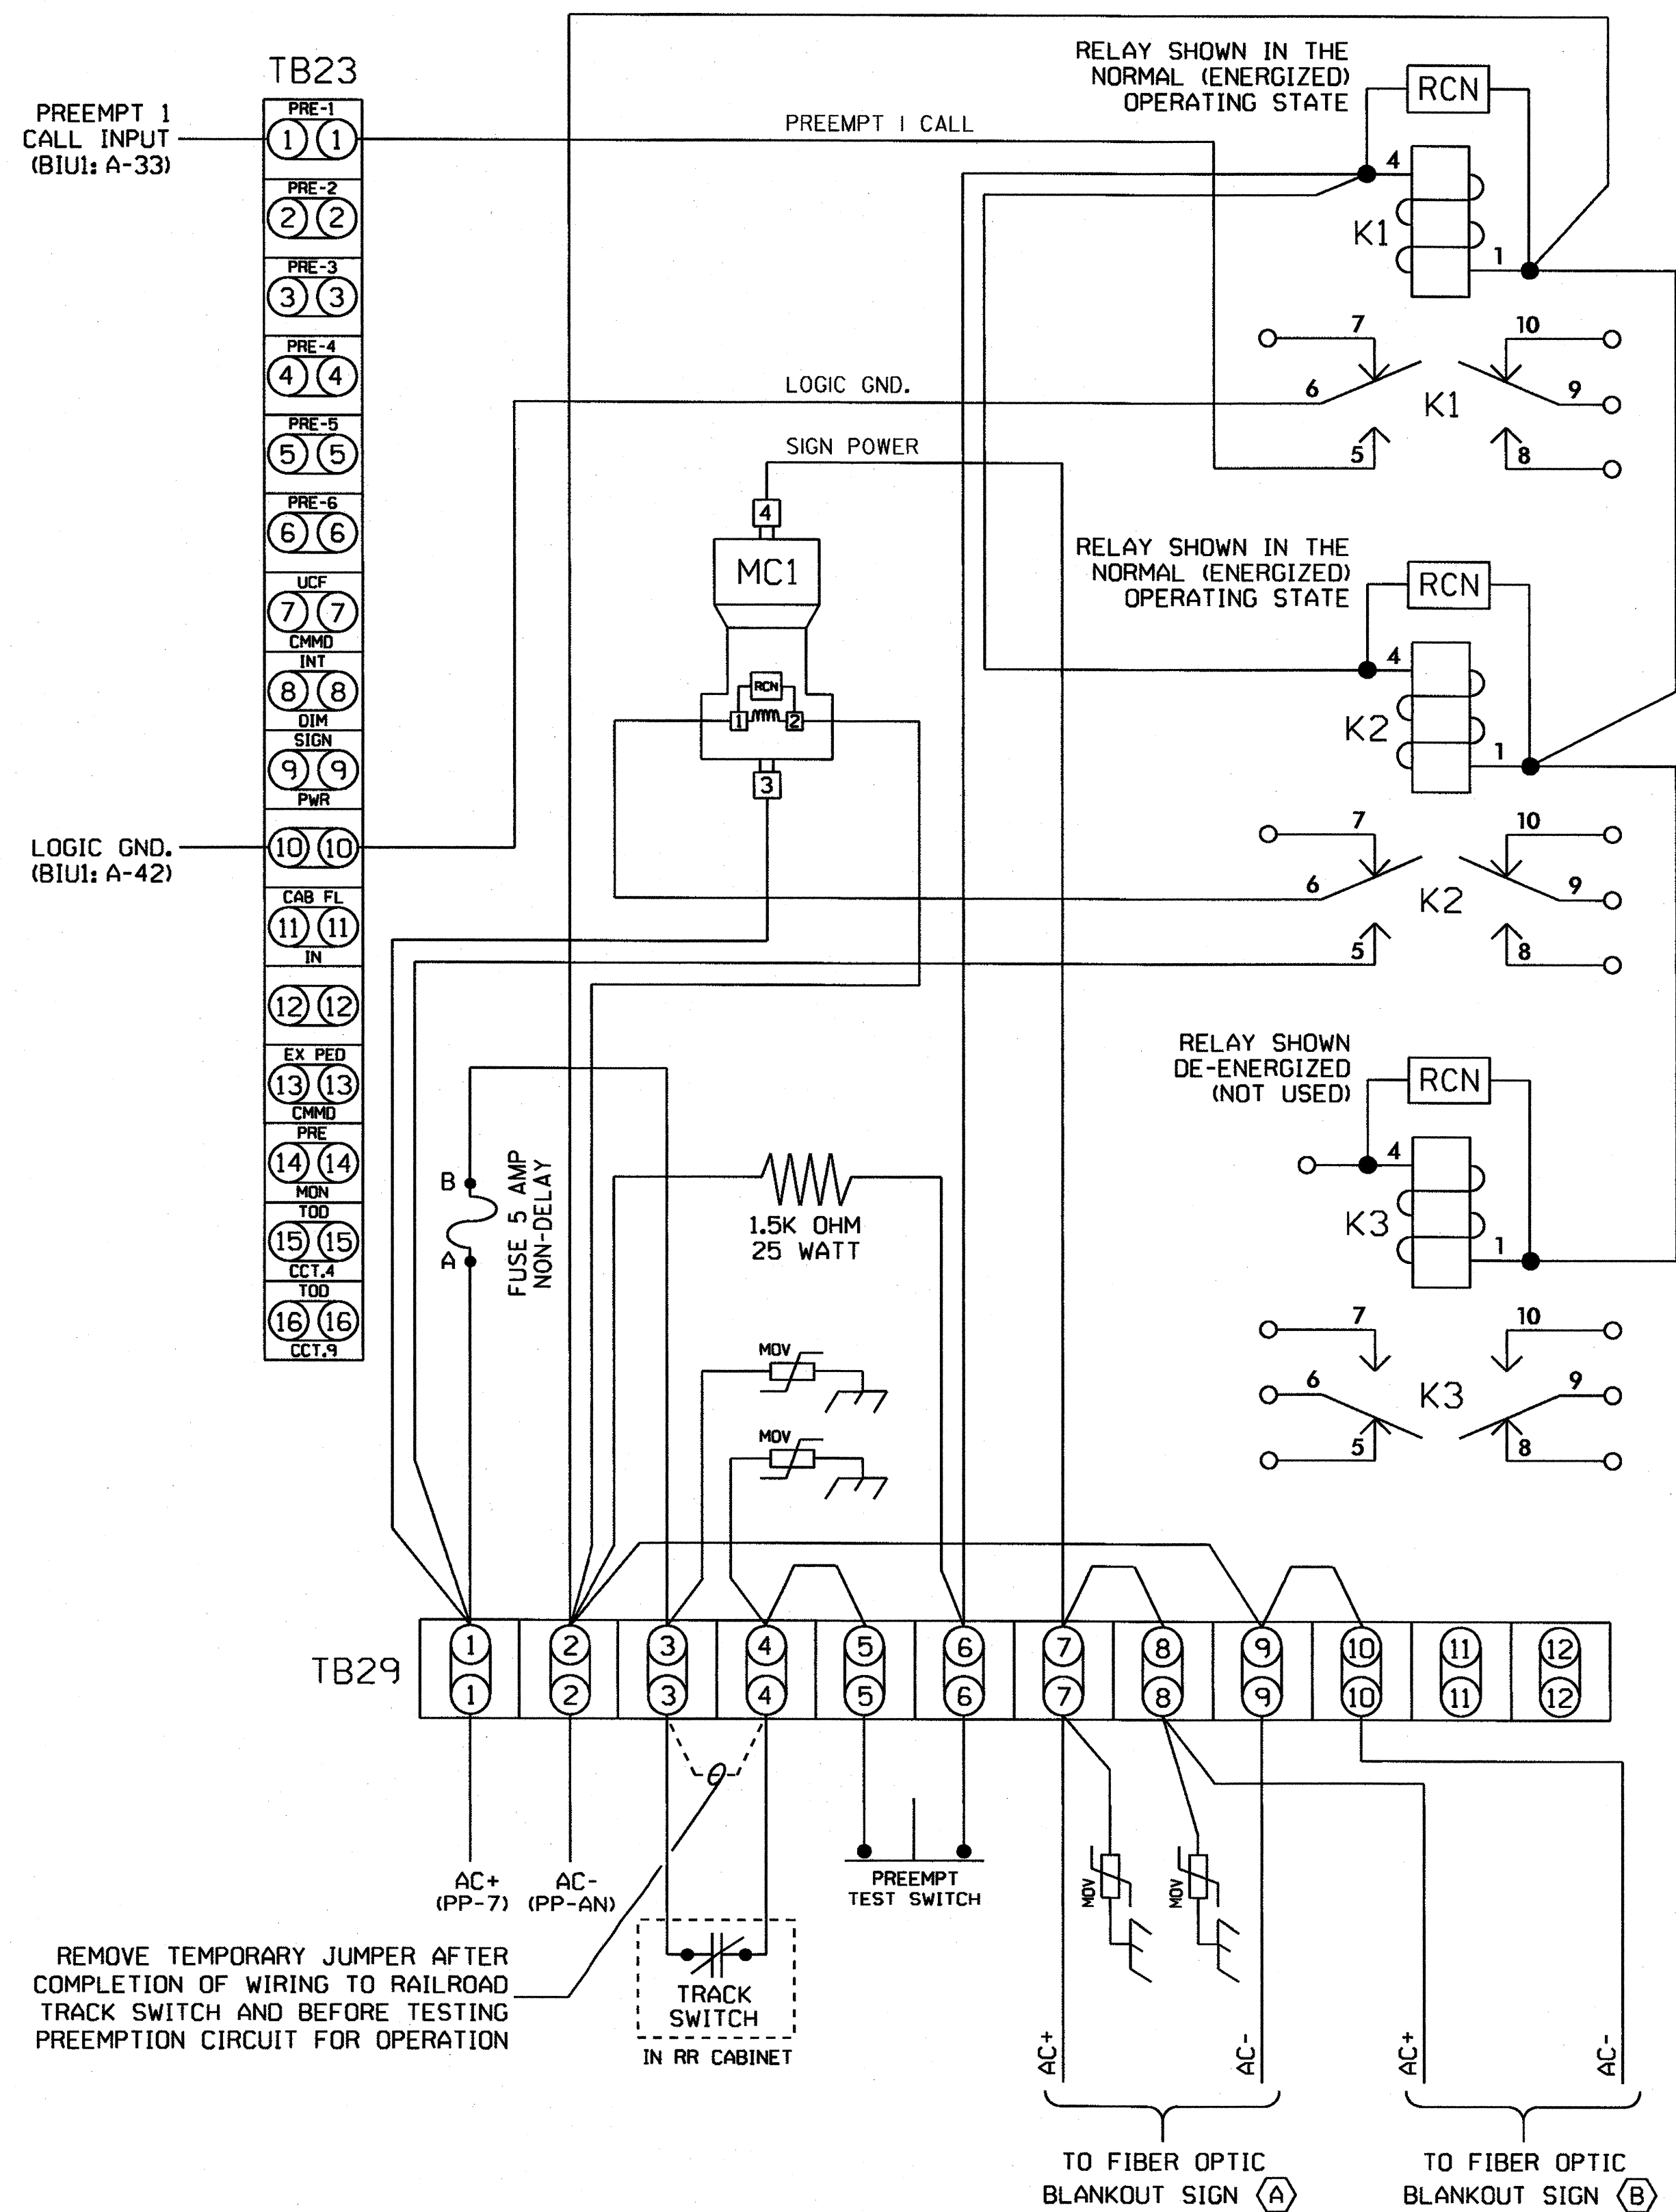 TB23
PREEMPT 1
CALL INPUT
(BIU1: A-33)
PRE-1
1 1
PRE-2
2 2
PRE-3
3 3
PRE-4
4 4
PRE-5
5 5
PRE-6
6 6
UCF
7 7
CMMD
INT
8 8
DIM
SIGN
9 9
PWR
LOGIC GND.
(BIU1: A-42)
10 10
CAB FL
11 11
IN
12 12
EX PED
13 13
CMMD
PRE
14 14
MON
TOD
15 15
CCT.4
TOD
16 16
CCT.9
PREEMPT 1 CALL
LOGIC GND.
SIGN POWER
RELAY SHOWN IN THE
NORMAL (ENERGIZED)
OPERATING STATE
RCN
4
K1
1
7
10
6
K1
9
5
8
4
MC1
RCN
1
2
3
RELAY SHOWN IN THE
NORMAL (ENERGIZED)
OPERATING STATE
RCN
4
K2
1
7
10
6
K2
9
5
8
RELAY SHOWN
DE-ENERGIZED
(NOT USED)
RCN
4
K3
1
7
10
6
K3
9
5
8
B
A
FUSE 5 AMP
NON-DELAY
1.5K OHM
25 WATT
MOV
MOV
TB29
1 2 3 4 5 6 7 8 9 10 11 12
1 2 3 4 5 6 7 8 9 10 11 12
AC+
(PP-7)
AC-
(PP-AN)
PREEMPT
TEST SWITCH
MOV
MOV
REMOVE TEMPORARY JUMPER AFTER
COMPLETION OF WIRING TO RAILROAD
TRACK SWITCH AND BEFORE TESTING
PREEMPTION CIRCUIT FOR OPERATION
TRACK
SWITCH
IN RR CABINET
AC+
AC-
AC+
AC-
TO FIBER OPTIC
BLANKOUT SIGN A
TO FIBER OPTIC
BLANKOUT SIGN B